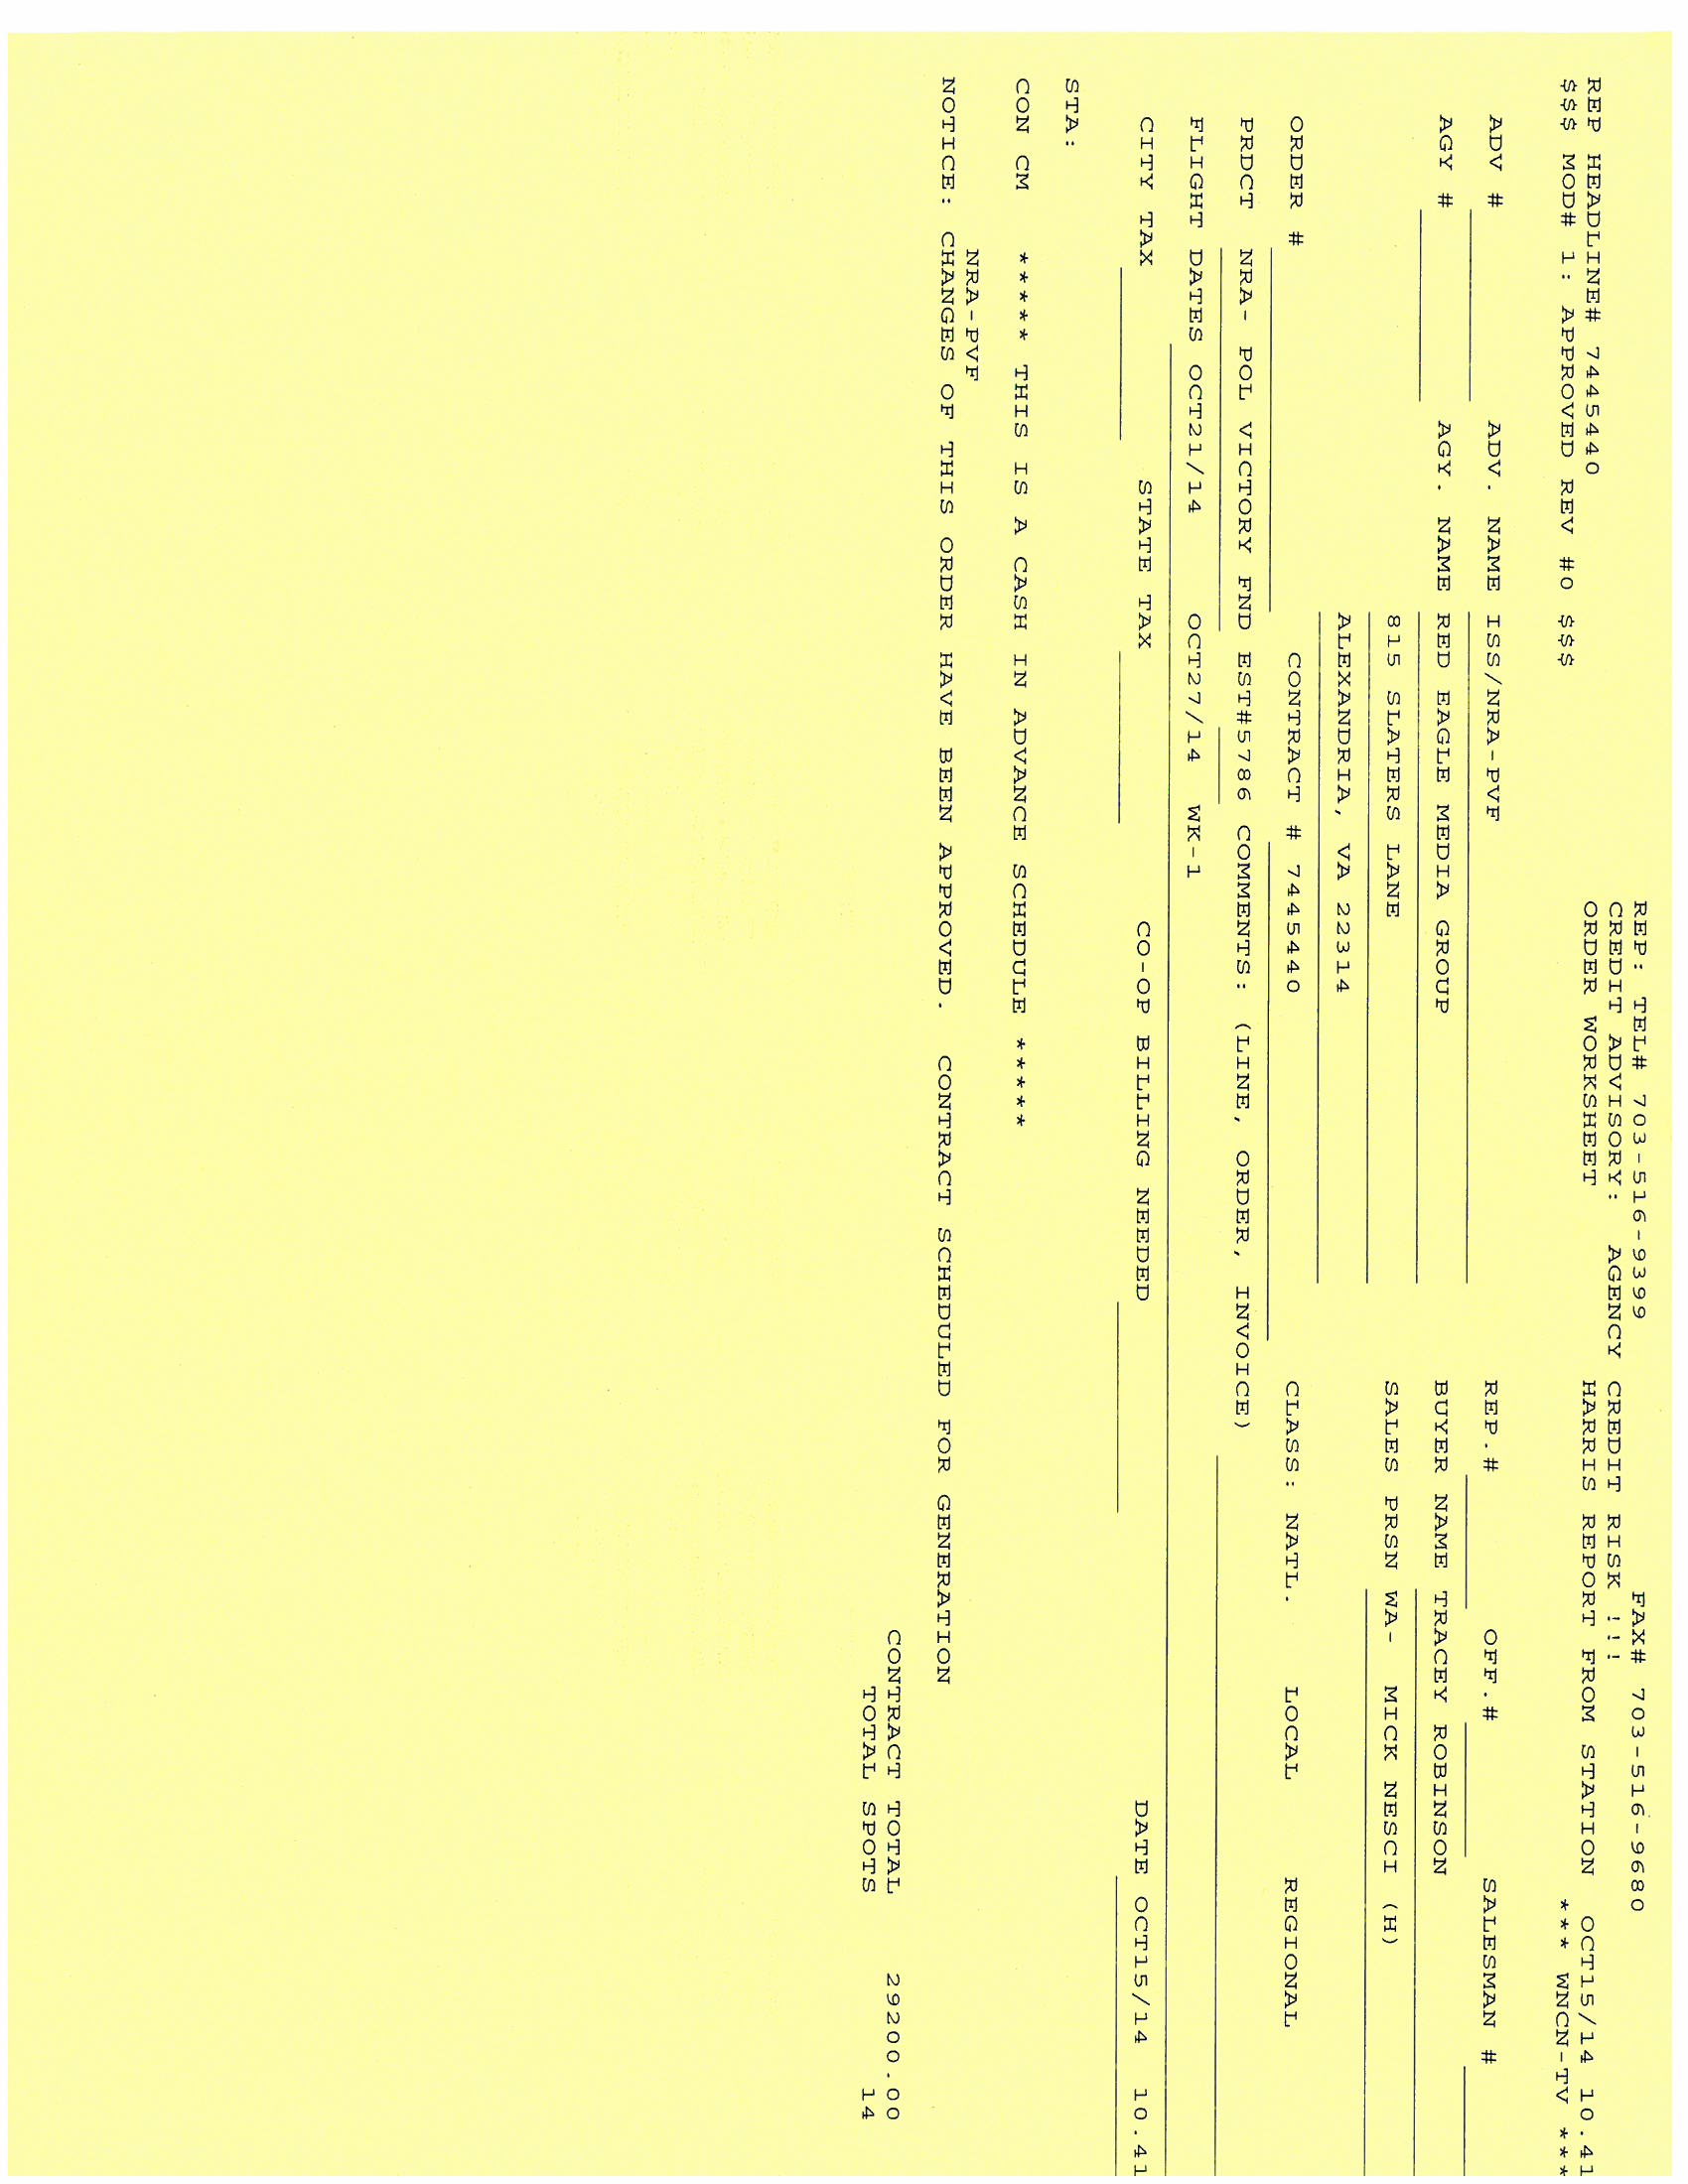 REP: TEL# 703-516-9399 FAX# 703-516-9680
CREDIT ADVISORY: AGENCY CREDIT RISK !!!
REP HEADLINE# 7445440 ORDER WORKSHEET HARRIS REPORT FROM STATION OCT15/14 10.41
$$$ MOD# 1: APPROVED REV #0 $$$ *** WNCN-TV ***
ADV # ADV. NAME ISS/NRA-PVF REP.# OFF.# SALESMAN #
AGY # AGY. NAME RED EAGLE MEDIA GROUP BUYER NAME TRACEY ROBINSON
815 SLATERS LANE SALES PRSN WA- MICK NESCI (H)
ALEXANDRIA, VA 22314
ORDER # CONTRACT # 7445440 CLASS: NATL. LOCAL REGIONAL
PRDCT NRA- POL VICTORY FND EST#5786 COMMENTS: (LINE, ORDER, INVOICE)
FLIGHT DATES OCT21/14 OCT27/14 WK-1
CITY TAX STATE TAX CO-OP BILLING NEEDED DATE OCT15/14 10.41
STA:
CON CM ***** THIS IS A CASH IN ADVANCE SCHEDULE *****
NRA-PVF
NOTICE: CHANGES OF THIS ORDER HAVE BEEN APPROVED. CONTRACT SCHEDULED FOR GENERATION
CONTRACT TOTAL 29200.00
TOTAL SPOTS 14